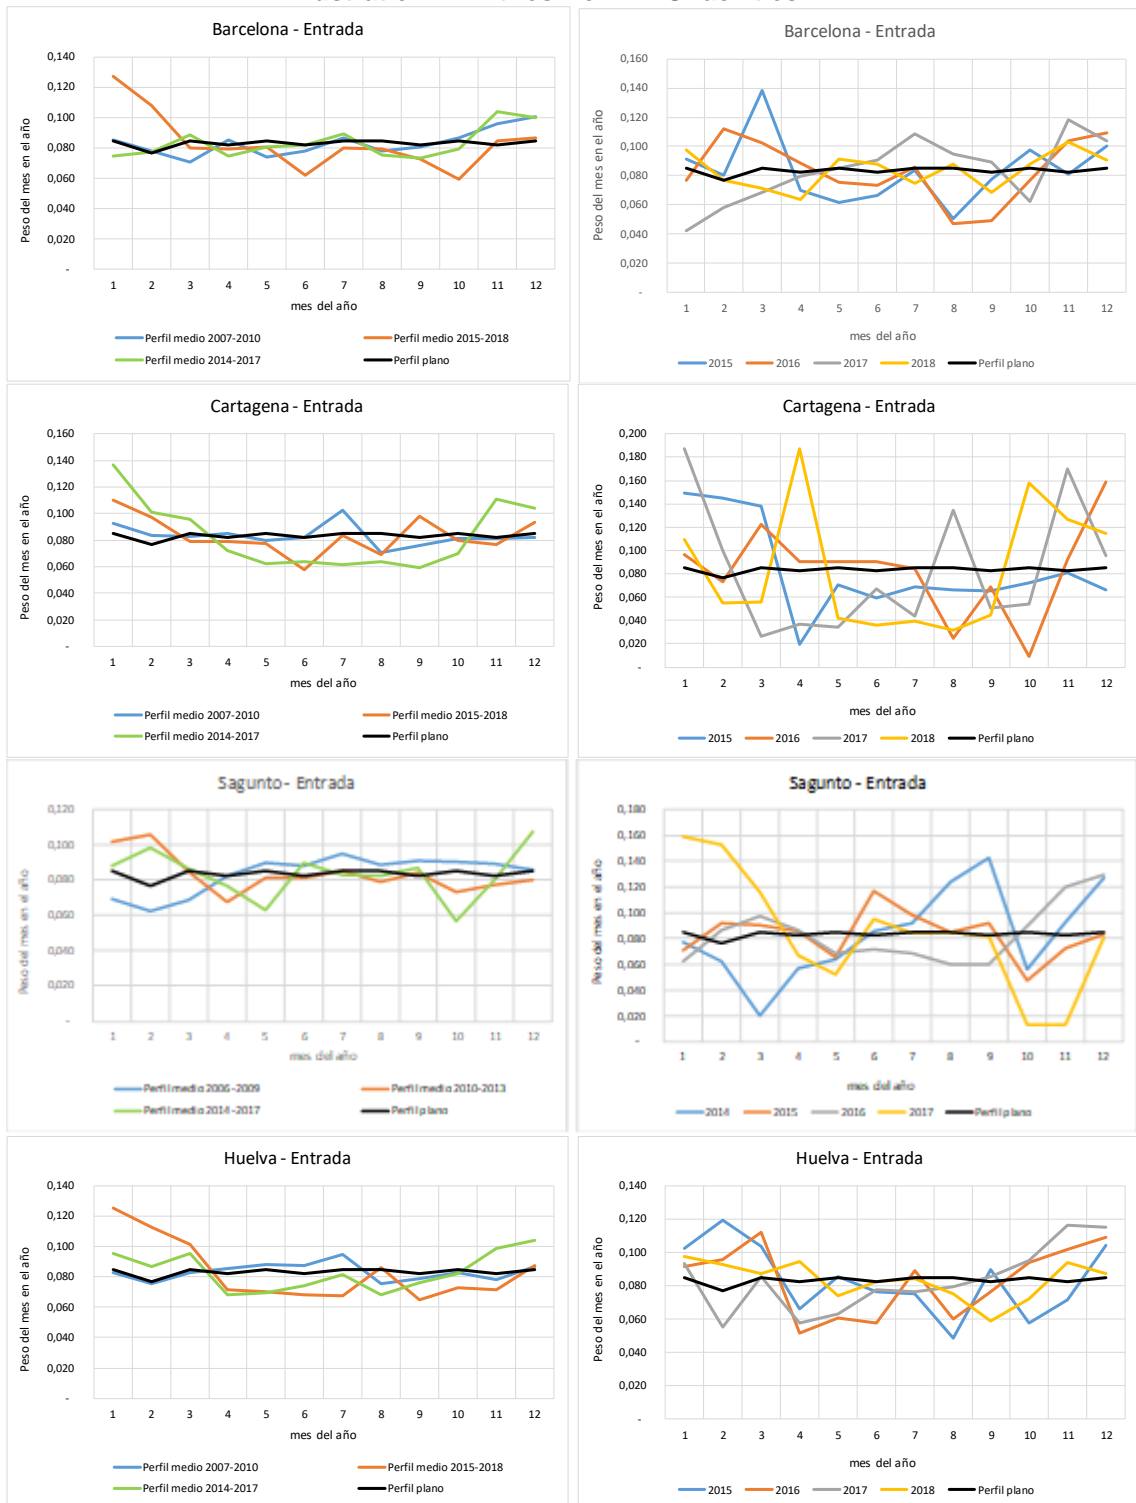 Barcelona - Entrada
Peso del mes en el año
0,140
0,120
0,100
0,080
0,060
0,040
0,020
-
1 2 3 4 5 6 7 8 9 10 11 12
mes del año
Perfil medio 2007-2010 Perfil medio 2015-2018
Perfil medio 2014-2017 Perfil plano
Barcelona - Entrada
Peso del mes en el año
0,160
0,140
0,120
0,100
0,080
0,060
0,040
0,020
-
1 2 3 4 5 6 7 8 9 10 11 12
mes del año
2015 2016 2017 2018 Perfil plano
Cartagena - Entrada
Peso del mes en el año
0,160
0,140
0,120
0,100
0,080
0,060
0,040
0,020
-
1 2 3 4 5 6 7 8 9 10 11 12
mes del año
Perfil medio 2007-2010 Perfil medio 2015-2018
Perfil medio 2014-2017 Perfil plano
Cartagena - Entrada
Peso del mes en el año
0,200
0,180
0,160
0,140
0,120
0,100
0,080
0,060
0,040
0,020
-
1 2 3 4 5 6 7 8 9 10 11 12
mes del año
2015 2016 2017 2018 Perfil plano
Sagunto - Entrada
Peso del mes en el año
0,120
0,100
0,080
0,060
0,040
0,020
-
1 2 3 4 5 6 7 8 9 10 11 12
mes del año
Perfil medio 2006-2009 Perfil medio 2010-2013
Perfil medio 2014-2017 Perfil plano
Sagunto - Entrada
Peso del mes en el año
0,180
0,160
0,140
0,120
0,100
0,080
0,060
0,040
0,020
-
1 2 3 4 5 6 7 8 9 10 11 12
mes del año
2014 2015 2016 2017 Perfil plano
Huelva - Entrada
Peso del mes en el año
0,140
0,120
0,100
0,080
0,060
0,040
0,020
-
1 2 3 4 5 6 7 8 9 10 11 12
mes del año
Perfil medio 2007-2010 Perfil medio 2015-2018
Perfil medio 2014-2017 Perfil plano
Huelva - Entrada
Peso del mes en el año
0,140
0,120
0,100
0,080
0,060
0,040
0,020
-
1 2 3 4 5 6 7 8 9 10 11 12
mes del año
2015 2016 2017 2018 Perfil plano